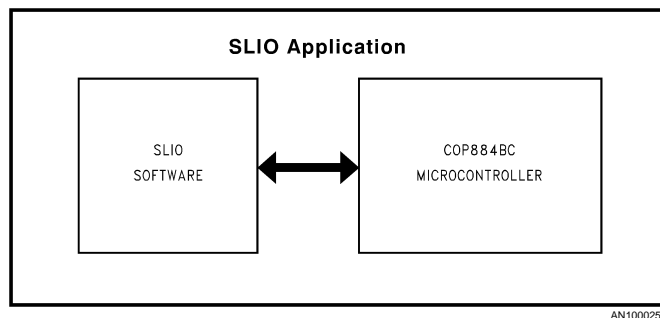 SLIO Application
SLIO
SOFTWARE
COP884BC
MICROCONTROLLER
AN100025